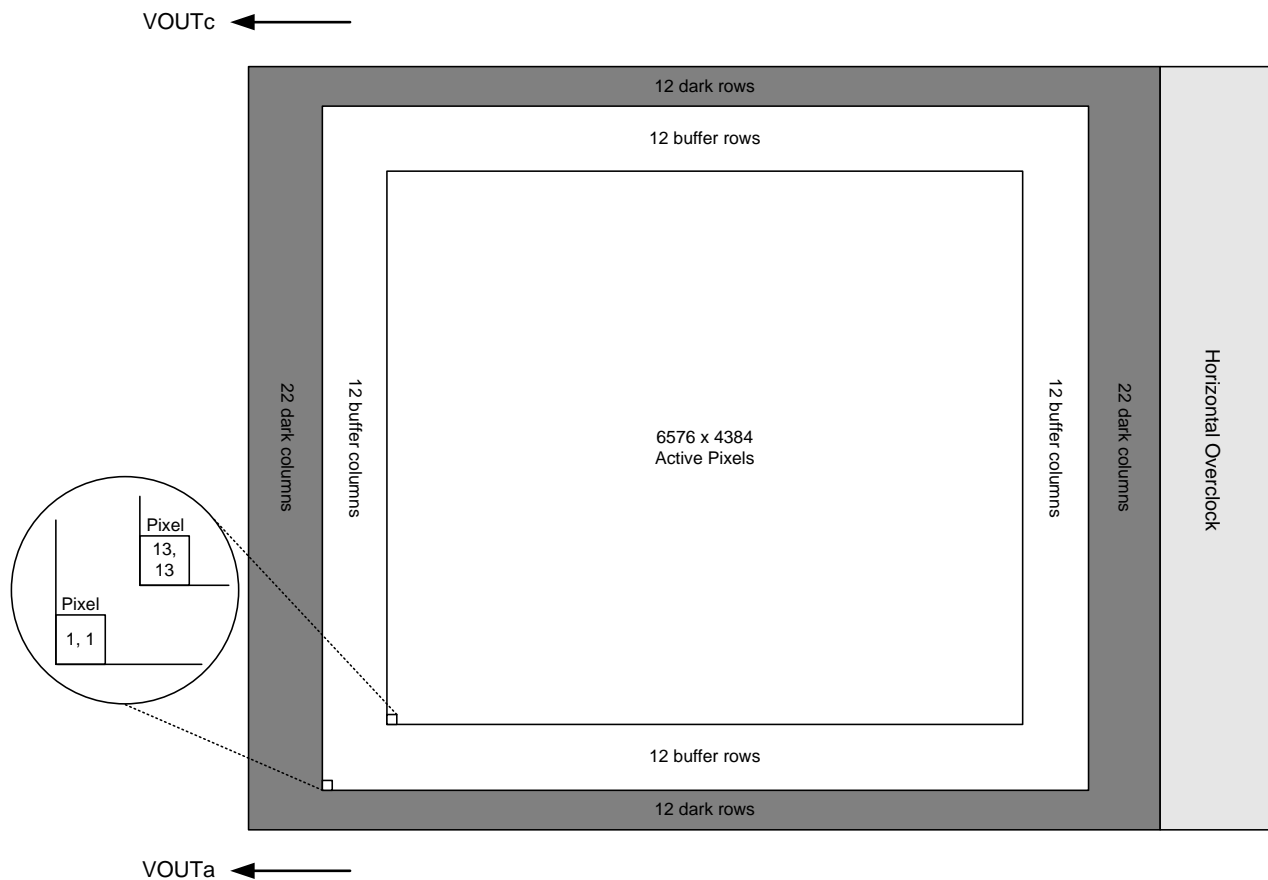 VOUTc
12 dark rows
12 buffer rows
22 dark columns
12 buffer columns
6576 x 4384
Active Pixels
12 buffer columns
22 dark columns
Horizontal Overclock
Pixel
13,
13
Pixel
1, 1
12 buffer rows
12 dark rows
VOUTa